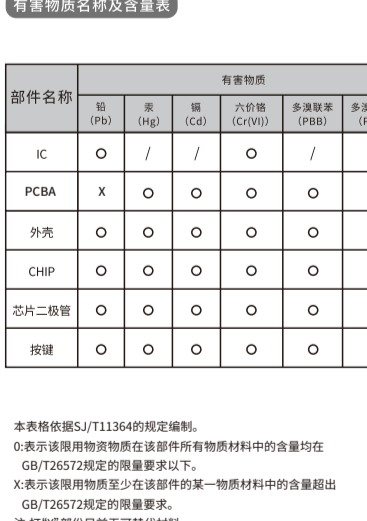 有害物质名称及含量表
部件名称 有害物质
铅 (Pb) 汞 (Hg) 镉 (Cd) 六价铬 (Cr(VI)) 多溴联苯 (PBB)
IC O / / O /
PCBA X O O O O
外壳 O O O O O
CHIP O O O O O
芯片二极管 O O O O O
按键 O O O O O
本表格依据SJ/T11364的规定编制。
0:表示该限用物资物质在该部件所有物质材料中的含量均在
GB/T26572规定的限量要求以下。
X:表示该限用物质至少在该部件的某一物质材料中的含量超出
GB/T26572规定的限量要求。